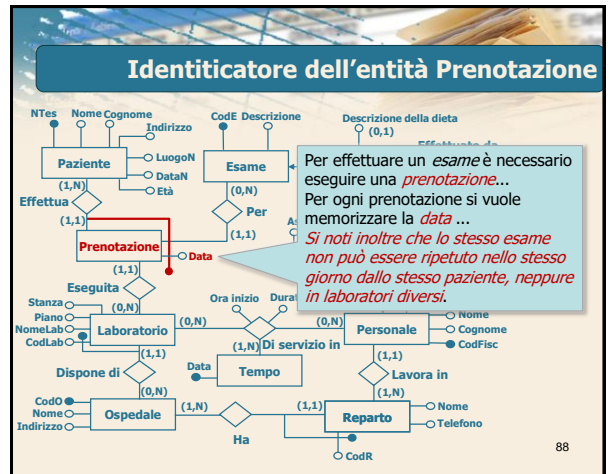 Identiticatore dell'entità Prenotazione
NTes Nome Cognome
Indirizzo
CodE Descrizione
Descrizione della dieta
(0,1)
Paziente
LuogoN
DataN
Età
Esame
(1,N)
(0,N)
Effettua
Per
(1,1)
(1,1)
Prenotazione
Data
Per effettuare un esame è necessario
eseguire una prenotazione...
Per ogni prenotazione si vuole
memorizzare la data ...
Si noti inoltre che lo stesso esame
non può essere ripetuto nello stesso
giorno dallo stesso paziente, neppure
in laboratori diversi.
(1,1)
Eseguita
Stanza
(0,N)
Ora inizio
Piano
NomeLab
CodLab
Laboratorio
(0,N)
(0,N)
Personale
Nome
Cognome
CodFisc
(1,1)
(1,N)
Di servizio in
(1,1)
Dispone di
Data
Tempo
Lavora in
(0,N)
(1,N)
CodO
Nome
Indirizzo
Ospedale
(1,N)
(1,1)
Reparto
Nome
Telefono
Ha
CodR
88